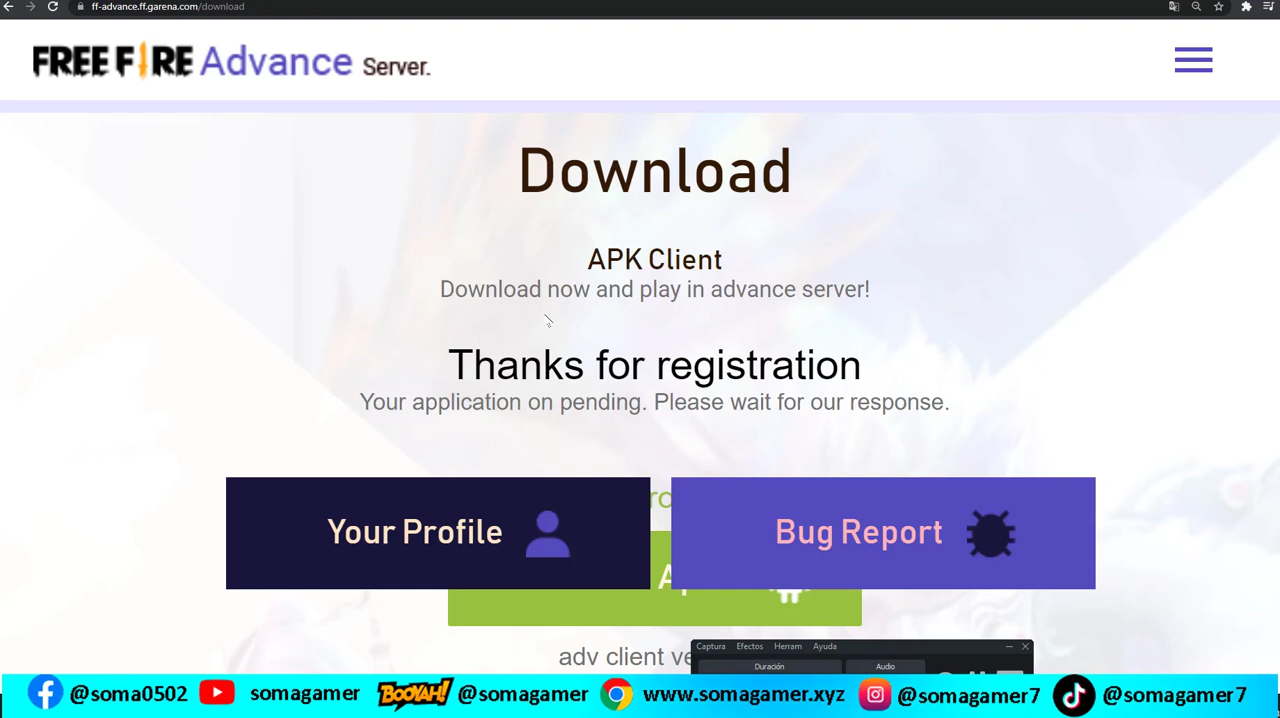 ff-advance.ff.garena.com/download
FREE FIRE Advance Server.
Download
APK Client
Download now and play in advance server!
Thanks for registration
Your application on pending. Please wait for our response.
Your Profile
Bug Report
adv client
Captura Efectos Herram Ayuda
Duración Audio
@soma0502 somagamer BOOYAH! @somagamer www.somagamer.xyz @somagamer7 @somagamer7